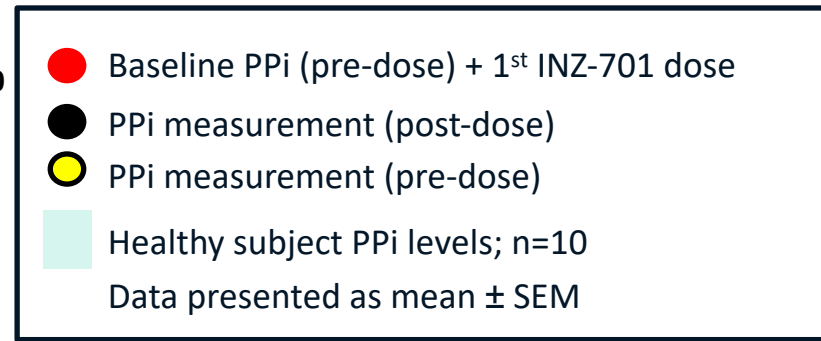 Baseline PPi (pre-dose) + 1st INZ-701 dose
PPi measurement (post-dose)
PPi measurement (pre-dose)
Healthy subject PPi levels; n=10
Data presented as mean ± SEM